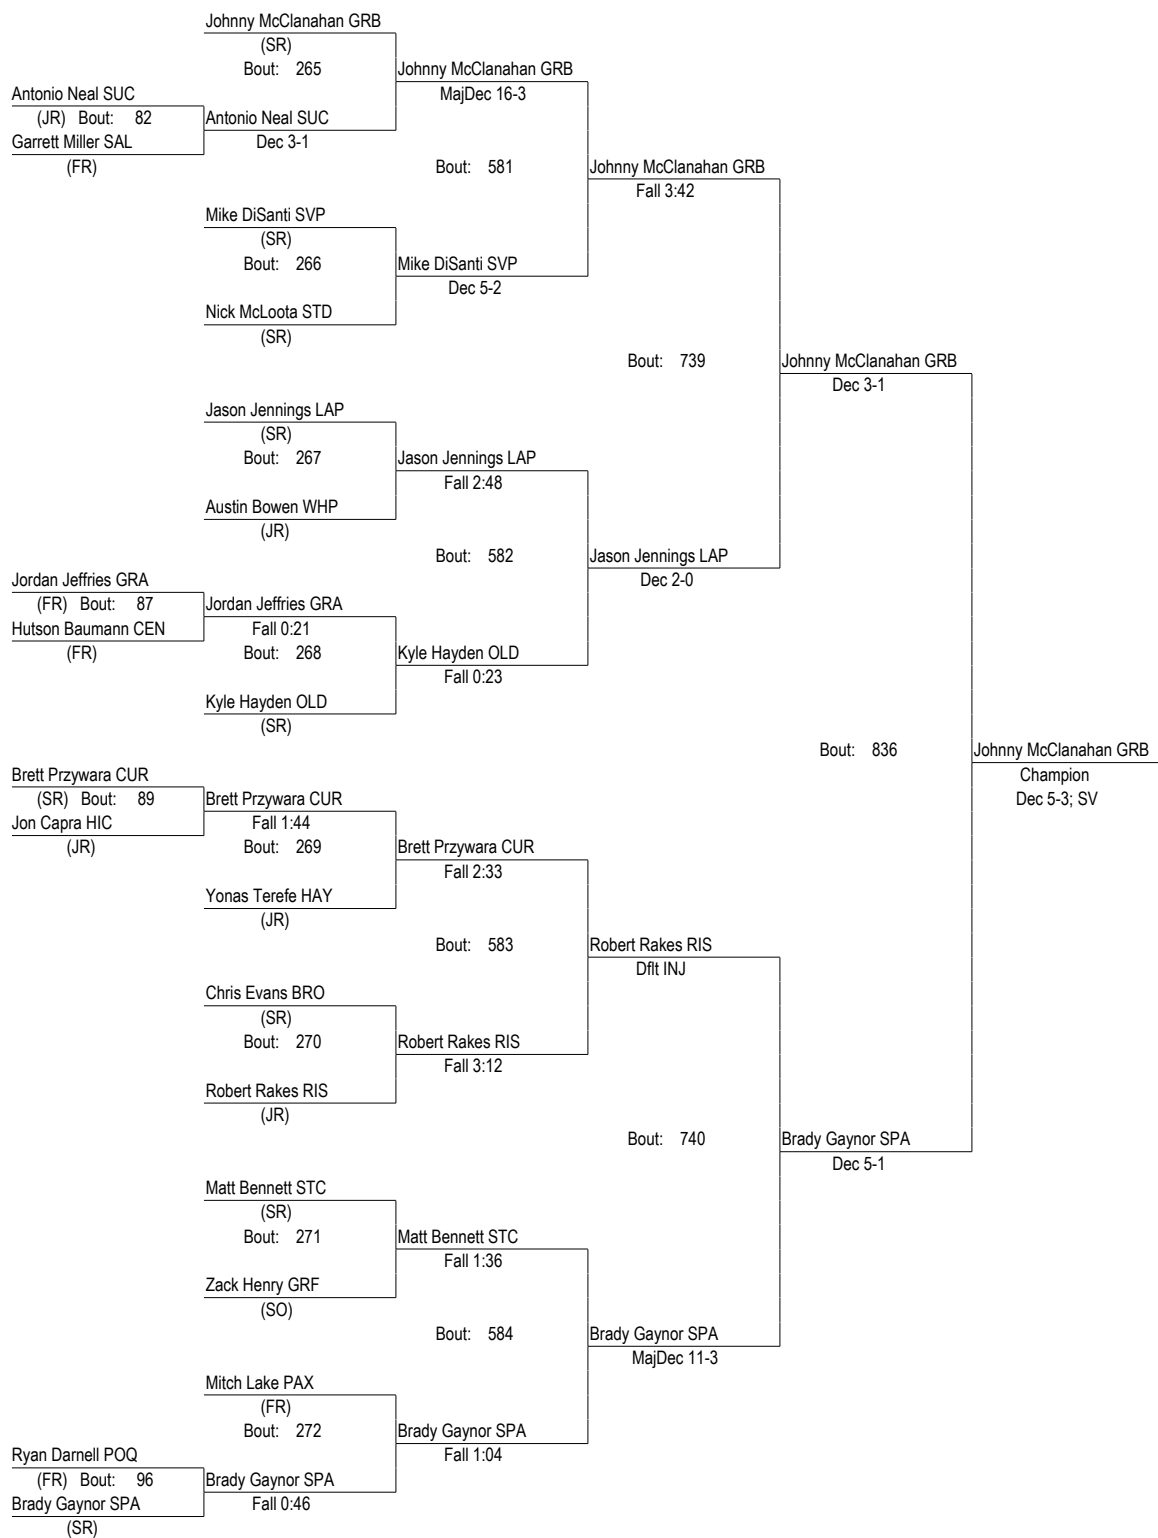 Johnny McClanahan GRB
(SR)
Bout: 265
Johnny McClanahan GRB
Antonio Neal SUC
MajDec 16-3
(JR) Bout: 82
Antonio Neal SUC
Garrett Miller SAL
Dec 3-1
(FR)
Bout: 581
Johnny McClanahan GRB
Fall 3:42
Mike DiSanti SVP
(SR)
Bout: 266
Mike DiSanti SVP
Dec 5-2
Nick McLoota STD
(SR)
Bout: 739
Johnny McClanahan GRB
Dec 3-1
Jason Jennings LAP
(SR)
Bout: 267
Jason Jennings LAP
Fall 2:48
Austin Bowen WHP
(JR)
Bout: 582
Jason Jennings LAP
Dec 2-0
Jordan Jeffries GRA
(FR) Bout: 87
Jordan Jeffries GRA
Hutson Baumann CEN
Fall 0:21
(FR)
Bout: 268
Kyle Hayden OLD
Fall 0:23
Kyle Hayden OLD
(SR)
Bout: 836
Johnny McClanahan GRB
Champion
Dec 5-3; SV
Brett Przywara CUR
(SR) Bout: 89
Brett Przywara CUR
Jon Capra HIC
Fall 1:44
(JR)
Bout: 269
Brett Przywara CUR
Fall 2:33
Yonas Terefe HAY
(JR)
Bout: 583
Robert Rakes RIS
Dflt INJ
Chris Evans BRO
(SR)
Bout: 270
Robert Rakes RIS
Fall 3:12
Robert Rakes RIS
(JR)
Bout: 740
Brady Gaynor SPA
Dec 5-1
Matt Bennett STC
(SR)
Bout: 271
Matt Bennett STC
Fall 1:36
Zack Henry GRF
(SO)
Bout: 584
Brady Gaynor SPA
MajDec 11-3
Mitch Lake PAX
(FR)
Bout: 272
Brady Gaynor SPA
Fall 1:04
Ryan Darnell POQ
(FR) Bout: 96
Brady Gaynor SPA
Brady Gaynor SPA
Fall 0:46
(SR)